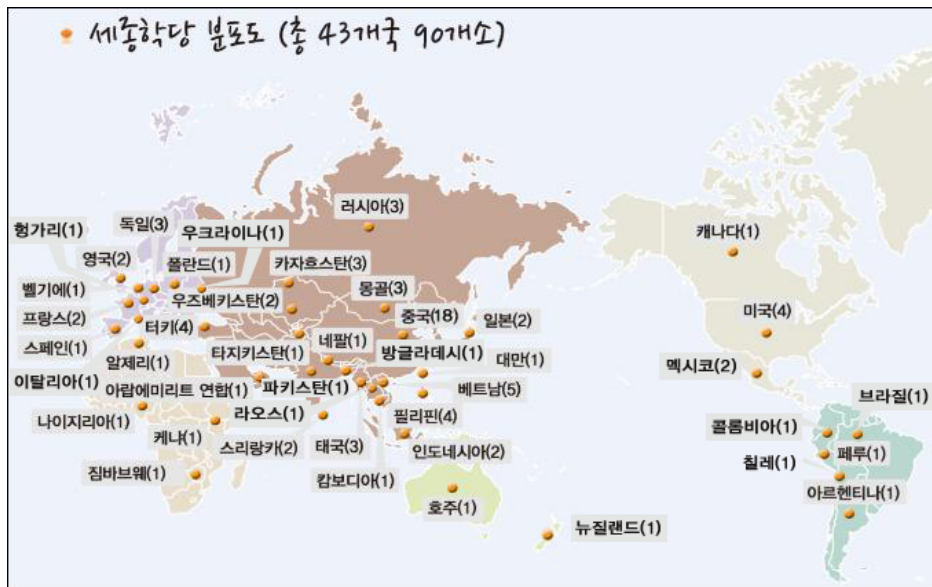 세종학당 분포도 (총 43개국 90개소)
러시아(3)
독일(3)
헝가리(1)
우크라이나(1)
캐나다(1)
영국(2)
폴란드(1)
카자흐스탄(3)
벨기에(1)
몽골(3)
우즈베키스탄(2)
미국(4)
프랑스(2)
터키(4)
중국(18)
일본(2)
스페인(1)
네팔(1)
알제리(1)
타지키스탄(1)
방글라데시(1)
대만(1)
멕시코(2)
이탈리아(1)
아랍에미리트 연합(1)
파키스탄(1)
베트남(5)
브라질(1)
나이지리아(1)
라오스(1)
필리핀(4)
콜롬비아(1)
케냐(1)
스리랑카(2)
태국(3)
인도네시아(2)
페루(1)
짐바브웨(1)
캄보디아(1)
칠레(1)
아르헨티나(1)
호주(1)
뉴질랜드(1)